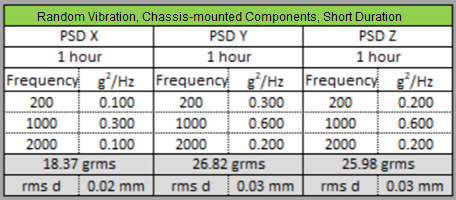 Random Vibration, Chassis-mounted Components, Short Duration
PSD X PSD Y PSD Z
1 hour 1 hour 1 hour
Frequency g²/Hz Frequency g²/Hz Frequency g²/Hz
200 0.100 200 0.300 200 0.200
1000 0.300 1000 0.600 1000 0.600
2000 0.100 2000 0.200 2000 0.200
18.37 grms 26.82 grms 25.98 grms
rms d 0.02 mm rms d 0.03 mm rms d 0.03 mm